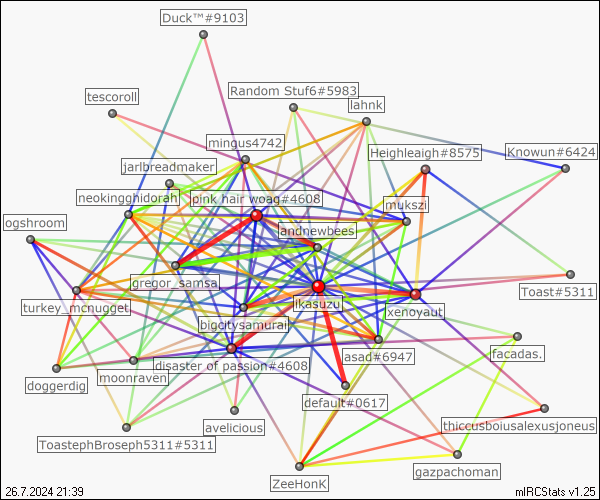 Duck™#9103
tescoroll
Random Stuf6#5983
lahnk
mingus4742
Heighleaigh#8575
Knowun#6424
jarlbreadmaker
neokingghidorah
pink hair woag#4608
mukszi
ogshroom
landnewbees
gregor_samsa
Toast#5311
turkey_mcnugget
jikasuzu
xenoyaut
bigcitysamurai
asad#6947
facadas.
disaster of passion#4608
doggerdig
moonraven
default#0617
avelicious
thiccusboiusalexusjoneus
ToastephBroseph5311#5311
gazpachoman
ZeeHonK
26.7.2024 21:39
mIRCStats v1.25